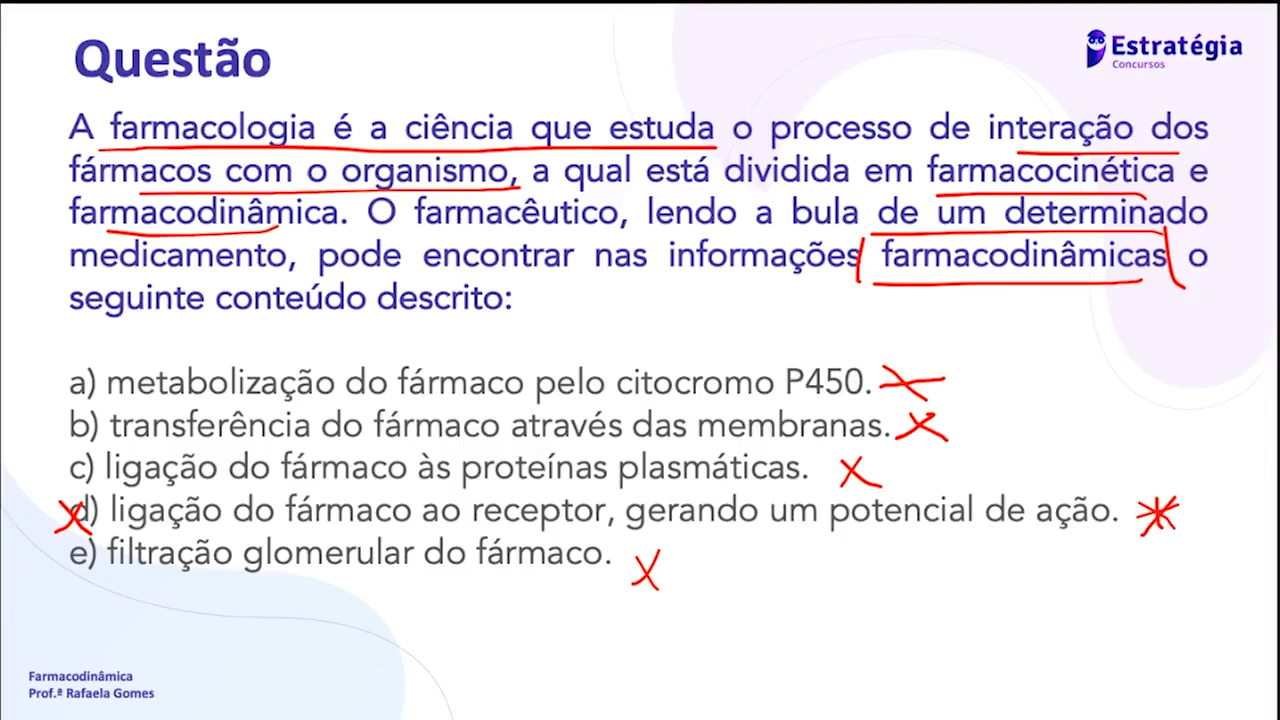 Questão
Estratégia
Concursos
A farmacologia é a ciência que estuda o processo de interação dos
fármacos com o organismo, a qual está dividida em farmacocinética e
farmacodinâmica. O farmacêutico, lendo a bula de um determinado
medicamento, pode encontrar nas informações farmacodinâmicas o
seguinte conteúdo descrito:
a) metabolização do fármaco pelo citocromo P450.
b) transferência do fármaco através das membranas.
c) ligação do fármaco às proteínas plasmáticas.
d) ligação do fármaco ao receptor, gerando um potencial de ação.
e) filtração glomerular do fármaco.
Farmacodinâmica
Prof.ª Rafaela Gomes